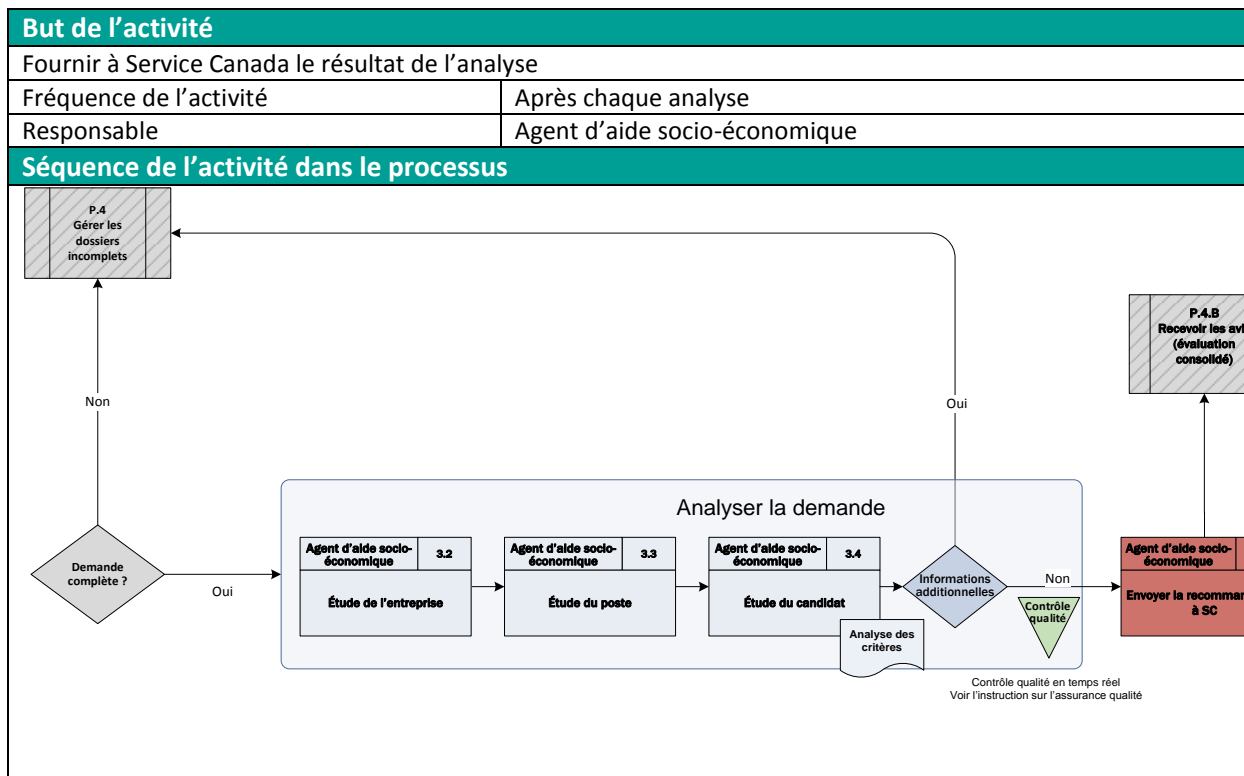 But de l'activité
Fournir à Service Canada le résultat de l'analyse
Fréquence de l'activité
Après chaque analyse
Responsable
Agent d'aide socio-économique
Séquence de l'activité dans le processus
P.4
Gérer les
dossiers
incomplets
P.4.B
Recevoir les avi
(évaluation
consolidé)
Non
Oui
Analyser la demande
Demande
complète ?
Oui
Agent d'aide socio-
économique
3.2
Étude de l'entreprise
Agent d'aide socio-
économique
3.3
Étude du poste
Agent d'aide socio-
économique
3.4
Étude du candidat
Analyse des
critères
Informations
additionnelles
Non
Contrôle
qualité
Agent d'aide socio-
économique
Envoyer la recomman
à SC
Contrôle qualité en temps réel
Voir l'instruction sur l'assurance qualité